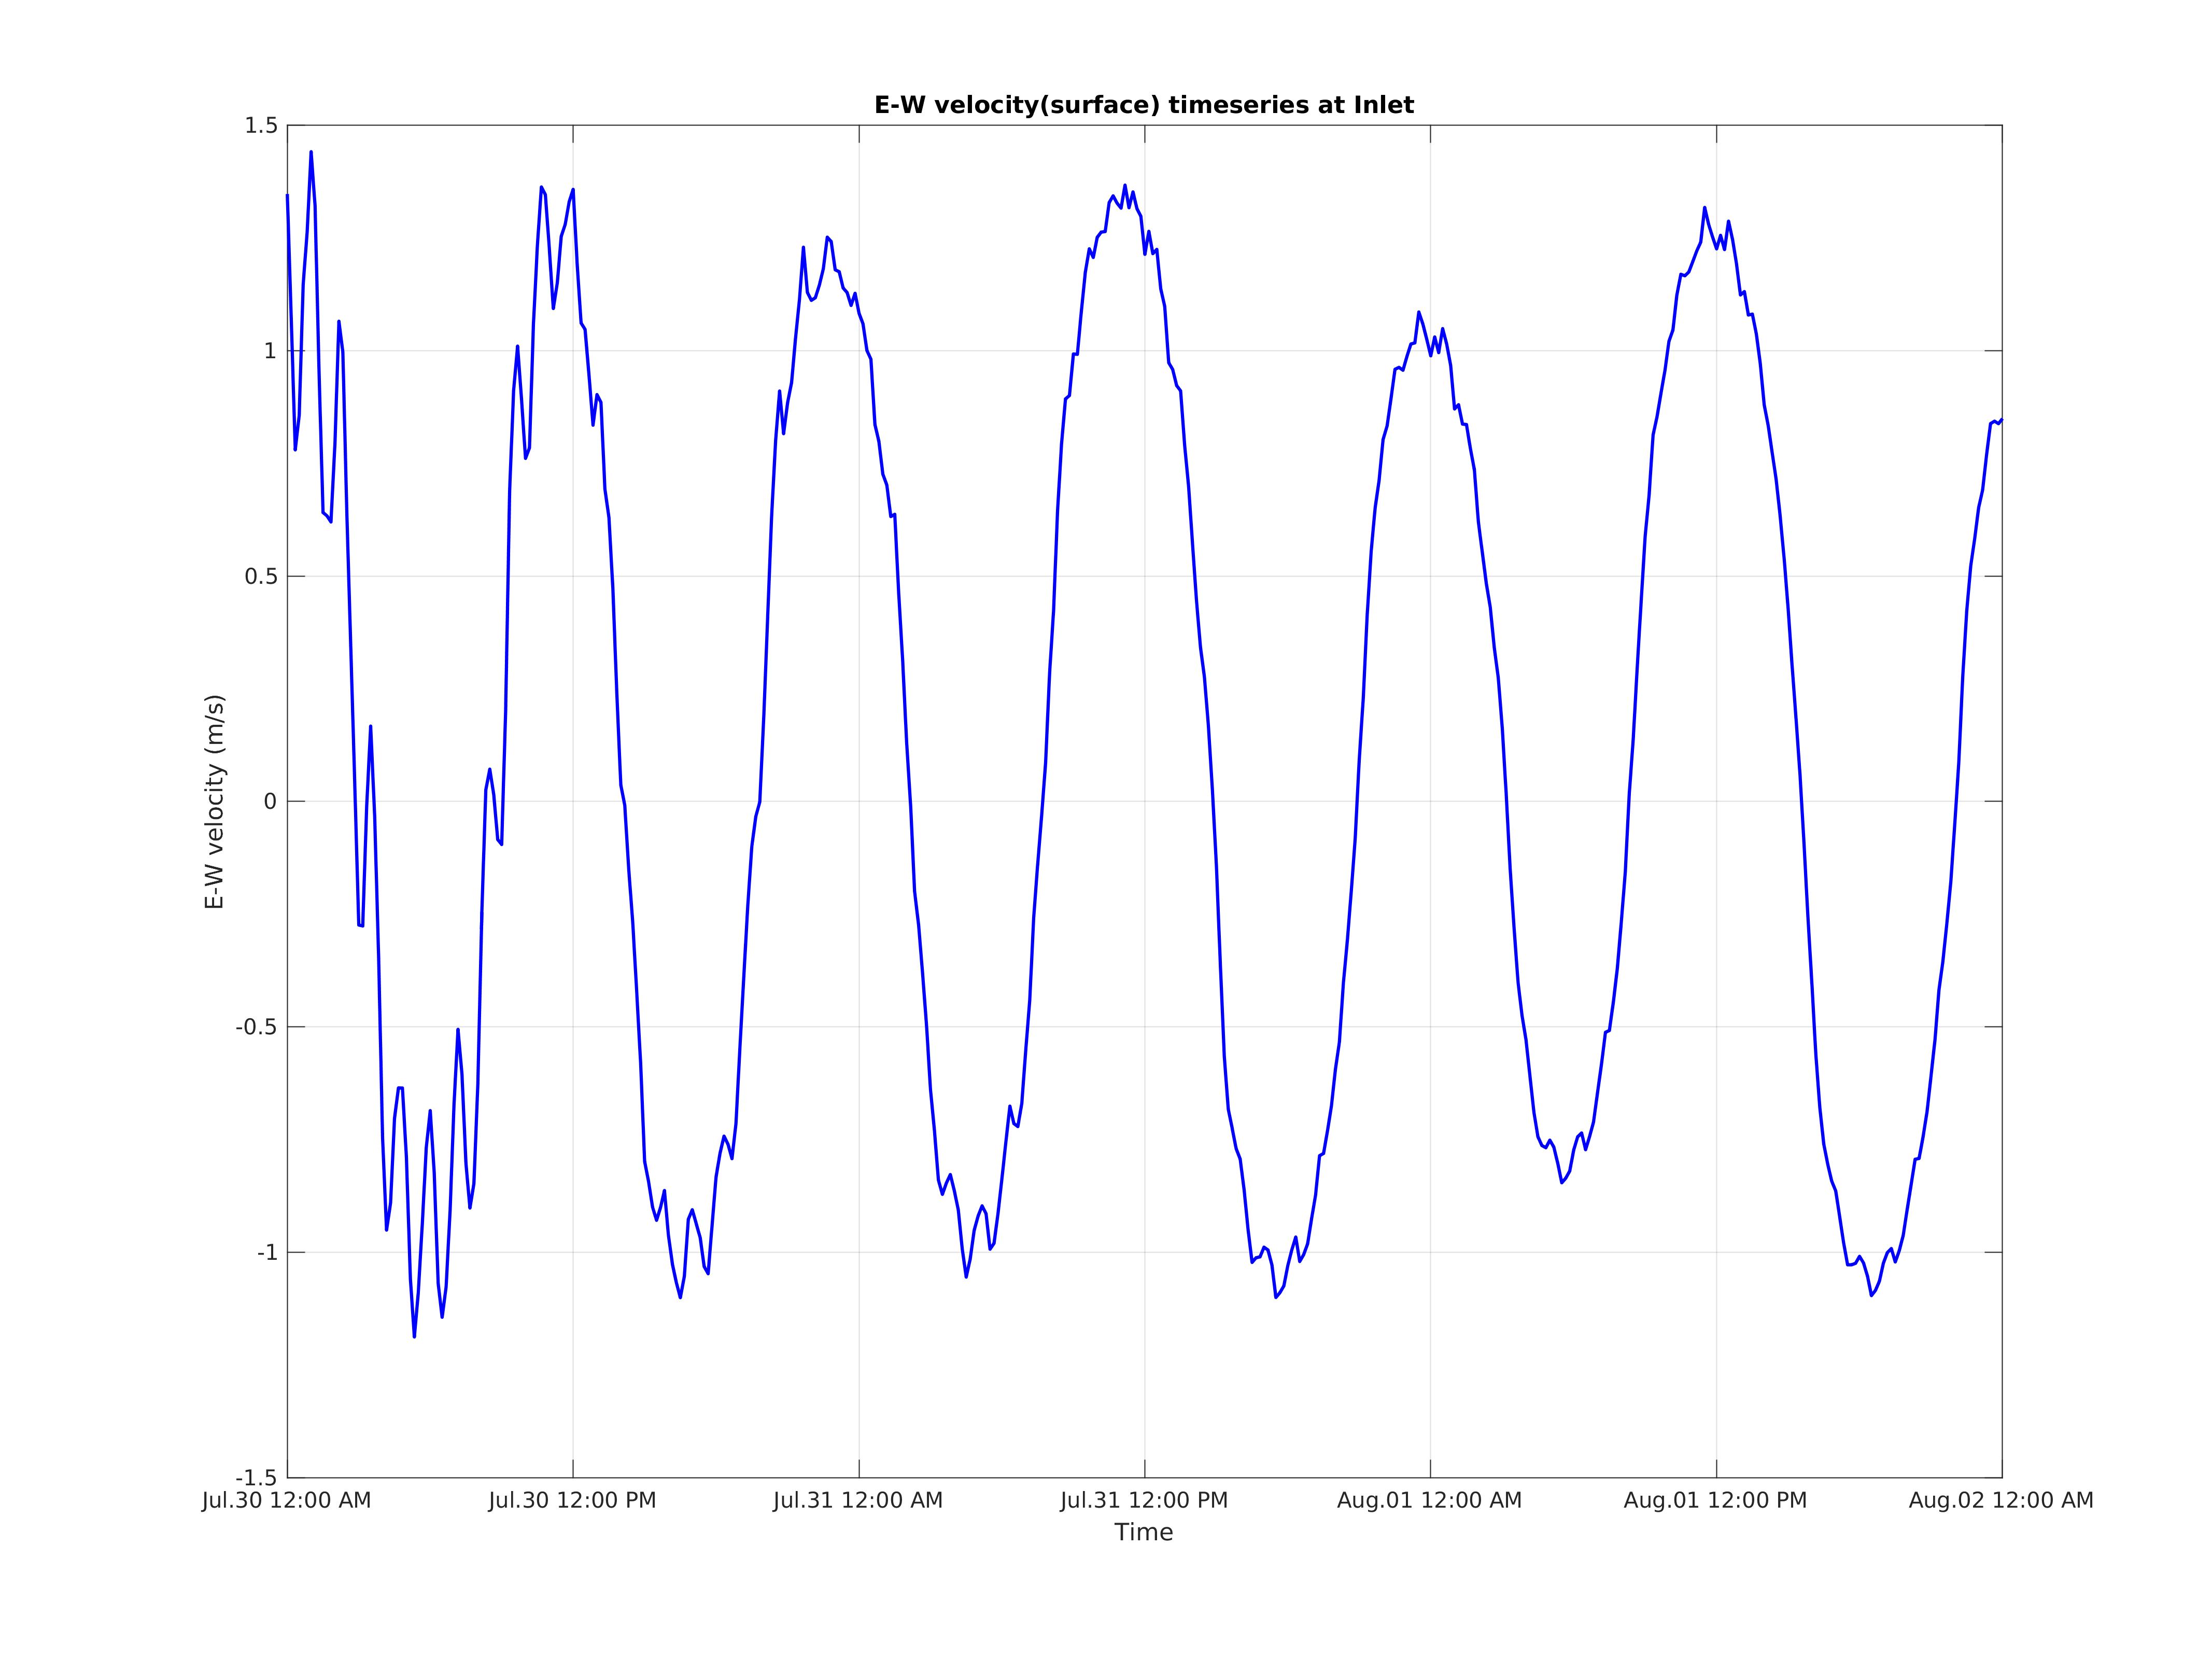 E-W velocity(surface) timeseries at Inlet
1.5
1
0.5
0
-0.5
-1
-1.5
E-W velocity (m/s)
Jul.30 12:00 AM
Jul.30 12:00 PM
Jul.31 12:00 AM
Jul.31 12:00 PM
Aug.01 12:00 AM
Aug.01 12:00 PM
Aug.02 12:00 AM
Time